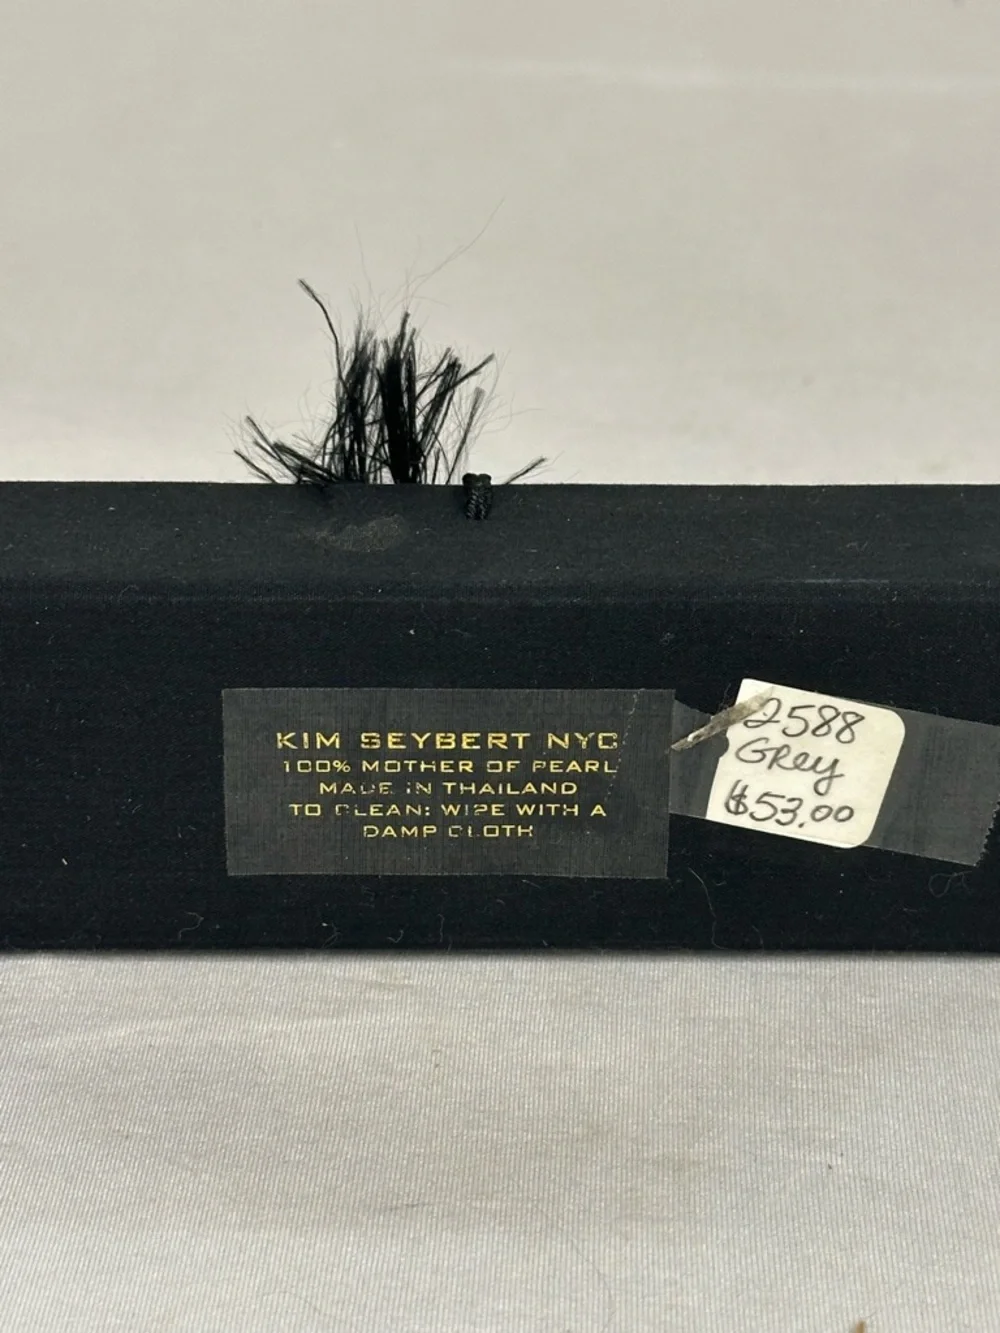 KIM SEYBERT NYC
100% MOTHER OF PEARL
MADE IN THAILAND
TO CLEAN: WIPE WITH A
DAMP CLOTH
2588
Grey
$53.00